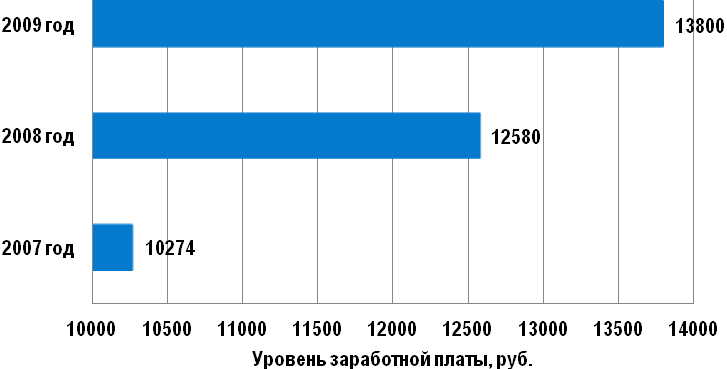 2009 год
13800
2008 год
12580
2007 год
10274
10000 10500 11000 11500 12000 12500 13000 13500 14000
Уровень заработной платы, руб.